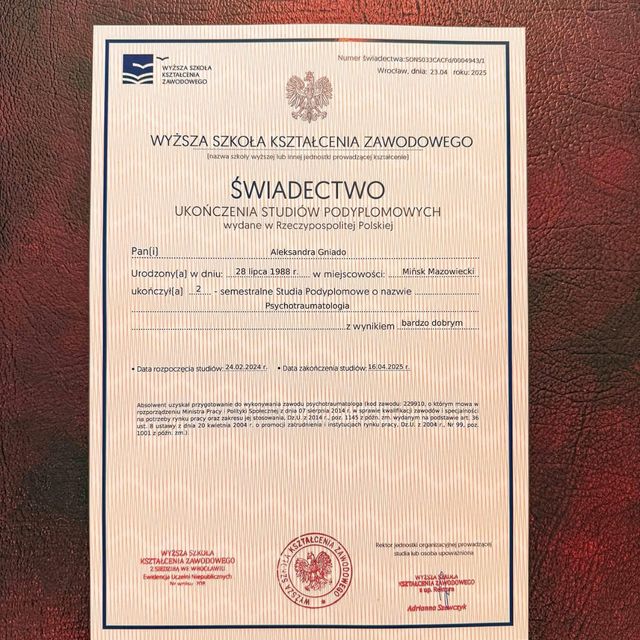 WYŻSZA SZKOŁA
KSZTAŁCENIA
ZAWODOWEGO
Numer świadectwa:SONS033CACFd/0004943/1
Wrocław, dnia: 23.04 roku: 2025
WYŻSZA SZKOŁA KSZTAŁCENIA ZAWODOWEGO
(nazwa szkoły wyższej lub innej jednostki prowadzącej kształcenie)
ŚWIADECTWO
UKOŃCZENIA STUDIÓW PODYPLOMOWYCH
wydane w Rzeczypospolitej Polskiej
Pan[i] Aleksandra Gniado
Urodzony[a] w dniu: 28 lipca 1988 r. w miejscowości: Mińsk Mazowiecki
ukończył[a] 2 - semestralne Studia Podyplomowe o nazwie
Psychotraumatologia
z wynikiem bardzo dobrym
• Data rozpoczęcia studiów: 24.02.2024 r. • Data zakończenia studiów: 16.04.2025 r.
Absolwent uzyskał przygotowanie do wykonywania zawodu psychotraumatologa (kod zawodu: 229910, o którym mowa w
rozporządzeniu Ministra Pracy i Polityki Społecznej z dnia 07 sierpnia 2014 r. w sprawie kwalifikacji zawodów i specjalności
na potrzeby rynku pracy oraz zakresu jej stosowania, Dz.U. z 2014 r., poz. 1145 z późn. zm. wydanym na podstawie art. 36
ust. 8 ustawy z dnia 20 kwietnia 2004 r. o promocji zatrudnienia i instytucjach rynku pracy, Dz.U. z 2004 r., Nr 99, poz.
1001 z późn. zm.).
Rektor jednostki organizacyjnej prowadzącej
studia lub osoba upoważniona
WYŻSZA SZKOŁA
KSZTAŁCENIA ZAWODOWEGO
Z SIEDZIBĄ WE WROCŁAWIU
Ewidencja Uczelni Niepublicznych
WYŻSZA SZKOŁA KSZTAŁCENIA ZAWODOWEGO
WYŻSZA SZKOŁA
KSZTAŁCENIA ZAWODOWEGO
z up. Rektora
Adrianna Szewczyk